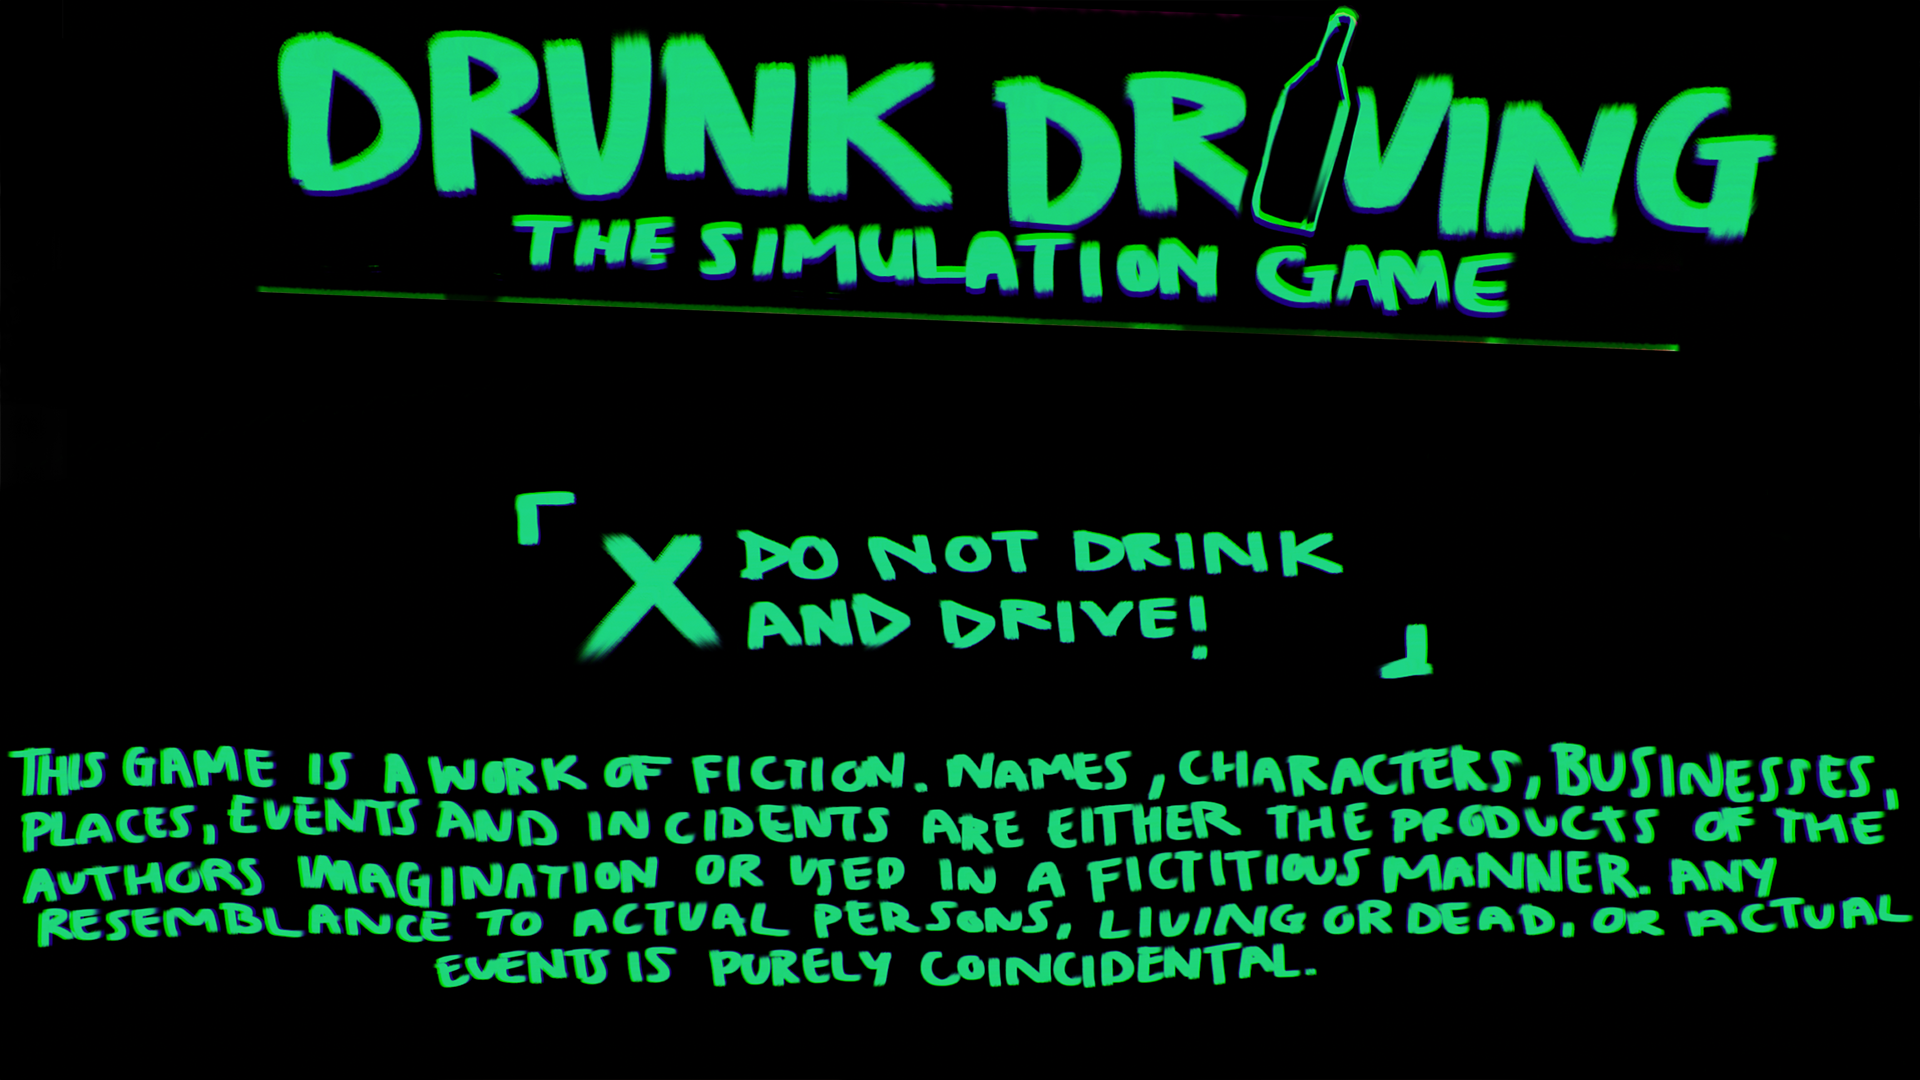 DRUNK DRIVING
THE SIMULATION GAME
「 X DO NOT DRINK
AND DRIVE! 」
THIS GAME IS A WORK OF FICTION. NAMES, CHARACTERS, BUSINESSES,
PLACES, EVENTS AND INCIDENTS ARE EITHER THE PRODUCTS OF THE
AUTHORS IMAGINATION OR USED IN A FICTITIOUS MANNER. ANY
RESEMBLANCE TO ACTUAL PERSONS, LIVING OR DEAD, OR ACTUAL
EVENTS IS PURELY COINCIDENTAL.